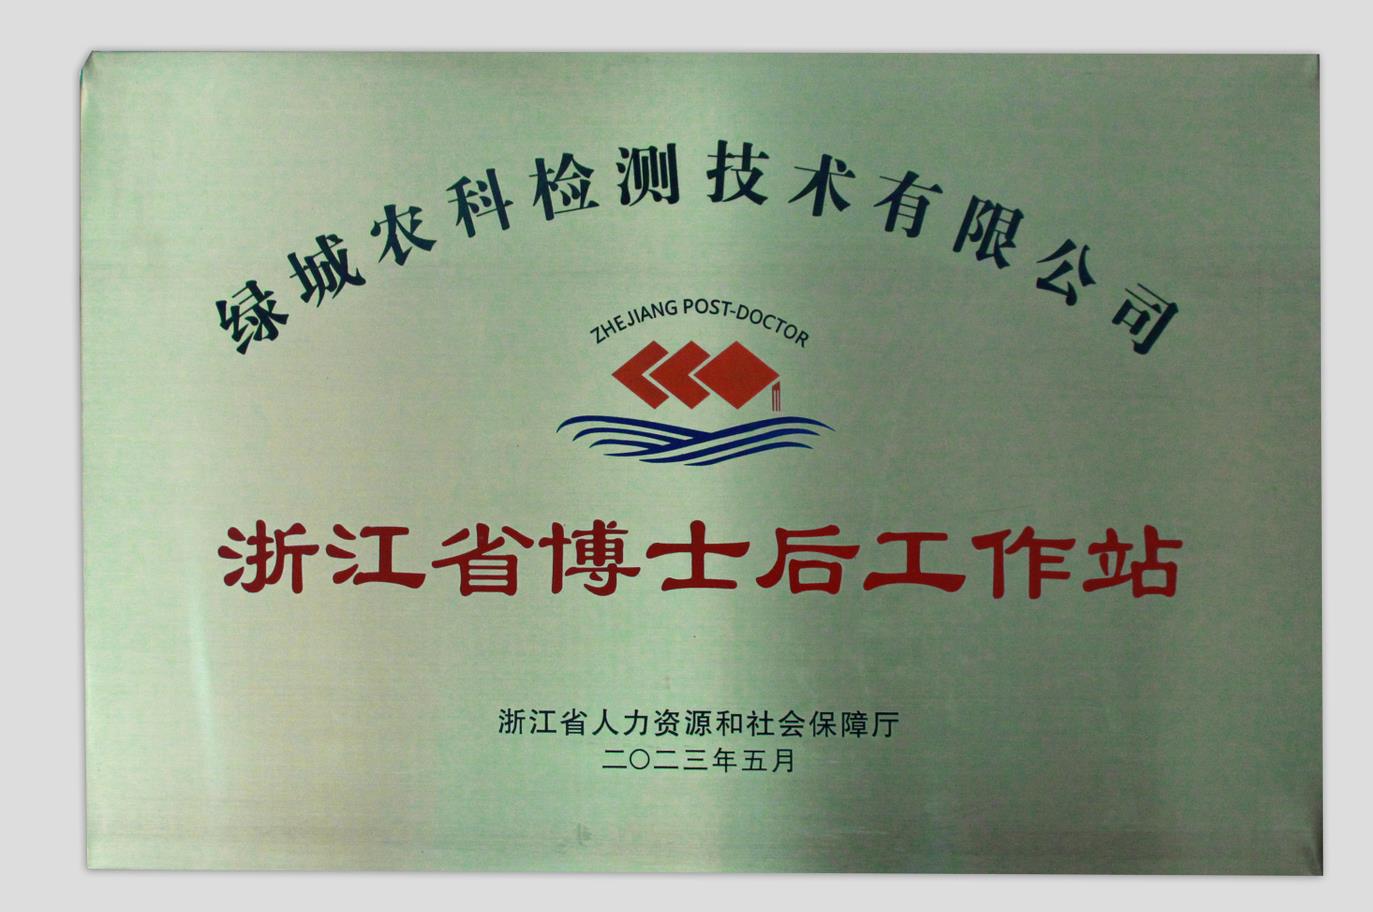 绿城农科检测技术有限公司
ZHEJIANG POST-DOCTOR
浙江省博士后工作站
浙江省人力资源和社会保障厅
二〇二三年五月